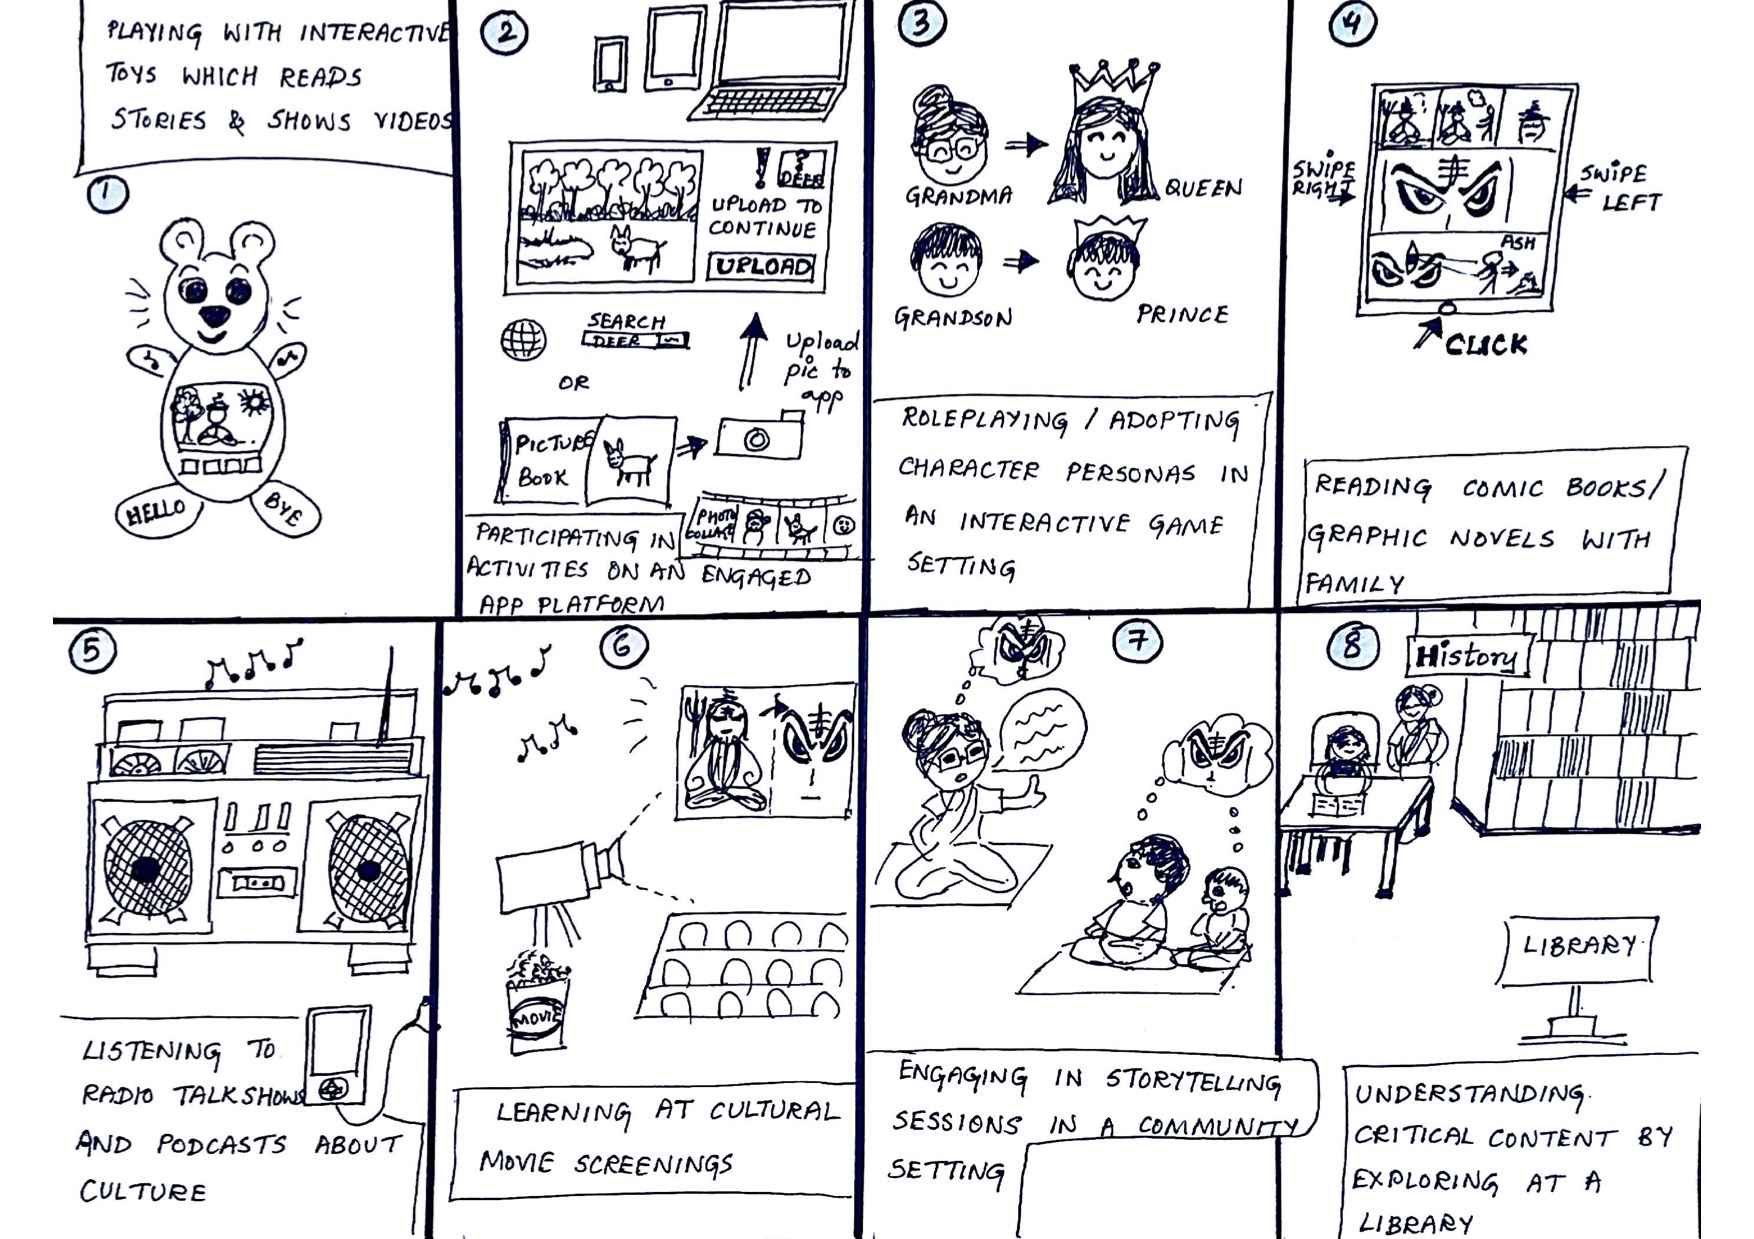 PLAYING WITH INTERACTIVE
TOYS WHICH READS
STORIES & SHOWS VIDEOS
1
HELLO
BYE
2
?
DEER
! UPLOAD TO
CONTINUE
UPLOAD
SEARCH
DEER
OR
Upload
pic to
app
PICTURE
BOOK
PHOTO
COLLAGE
PARTICIPATING IN
ACTIVITIES ON AN ENGAGED
APP PLATFORM
3
GRANDMA
QUEEN
GRANDSON
PRINCE
ROLEPLAYING / ADOPTING
CHARACTER PERSONAS IN
AN INTERACTIVE GAME
SETTING
4
SWIPE
RIGHT
SWIPE
LEFT
ASH
CLICK
READING COMIC BOOKS/
GRAPHIC NOVELS WITH
FAMILY
5
LISTENING TO
RADIO TALKSHOWS
AND PODCASTS ABOUT
CULTURE
6
MOVIE
LEARNING AT CULTURAL
MOVIE SCREENINGS
7
ENGAGING IN STORYTELLING
SESSIONS IN A COMMUNITY
SETTING
8
History
LIBRARY
UNDERSTANDING
CRITICAL CONTENT BY
EXPLORING AT A
LIBRARY